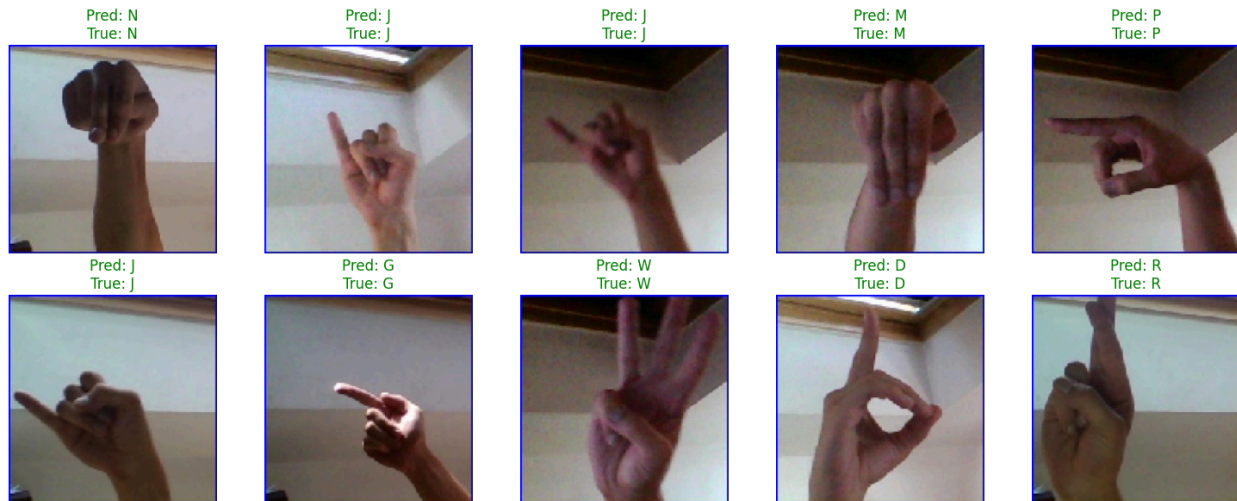 Pred: N
True: N
Pred: J
True: J
Pred: J
True: J
Pred: M
True: M
Pred: P
True: P
Pred: J
True: J
Pred: G
True: G
Pred: W
True: W
Pred: D
True: D
Pred: R
True: R